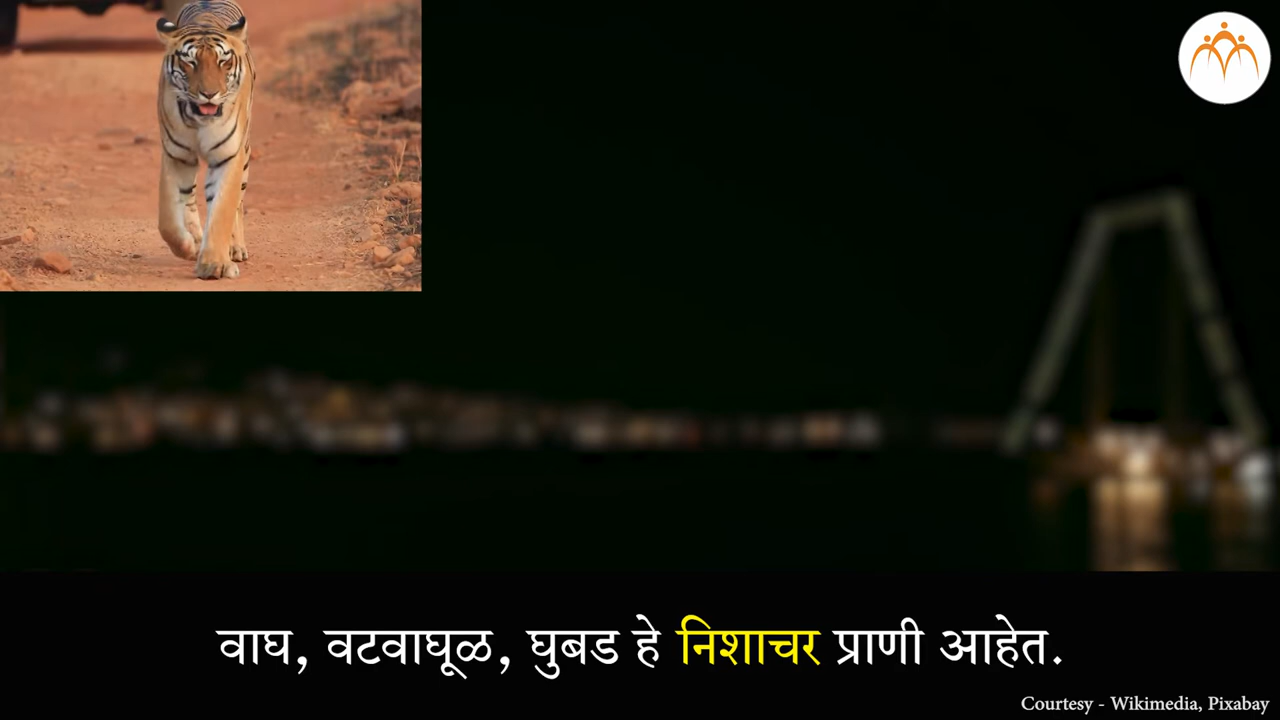 वाघ, वटवाघूळ, घुबड हे निशाचर प्राणी आहेत.
Courtesy - Wikimedia, Pixabay